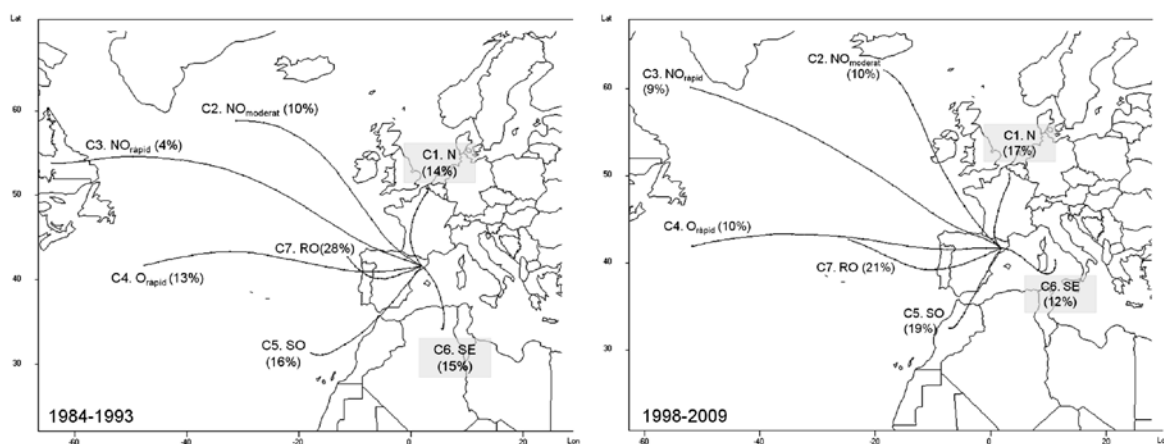 Lat
60
50
40
30
C2. NOmoderat (10%)
C3. NOrapid (4%)
C1. N
(14%)
C7. RO(28%)
C4. Orapid (13%)
C5. SO
(16%)
C6. SE
(15%)
1984-1993
-60
-40
-20
0
20
Lon
Lat
60
50
40
30
C2. NOmoderat
(10%)
C3. NOrapid
(9%)
C1. N
(17%)
C4. Orapid (10%)
C7. RO (21%)
C6. SE
(12%)
C5. SO
(19%)
1998-2009
-60
-40
-20
0
20
Lon